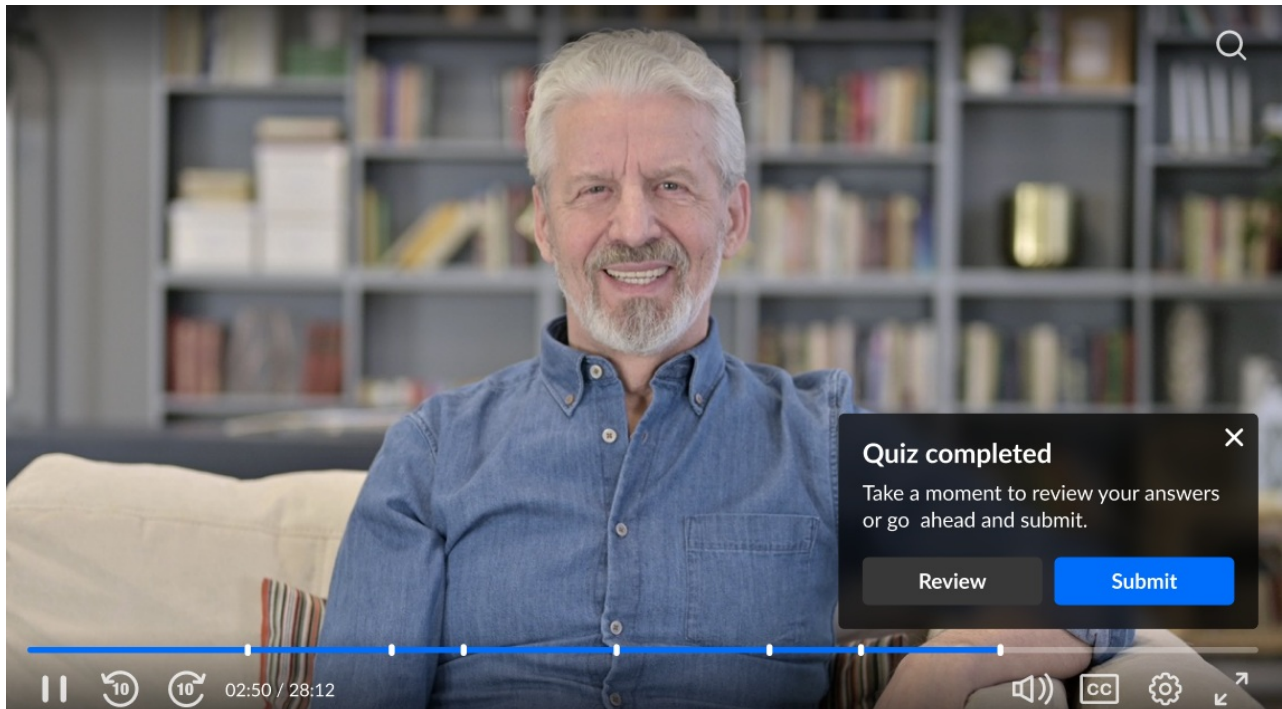 Quiz completed
Take a moment to review your answers
or go  ahead and submit.
Review
Submit
10
10
02:50 / 28:12
CC